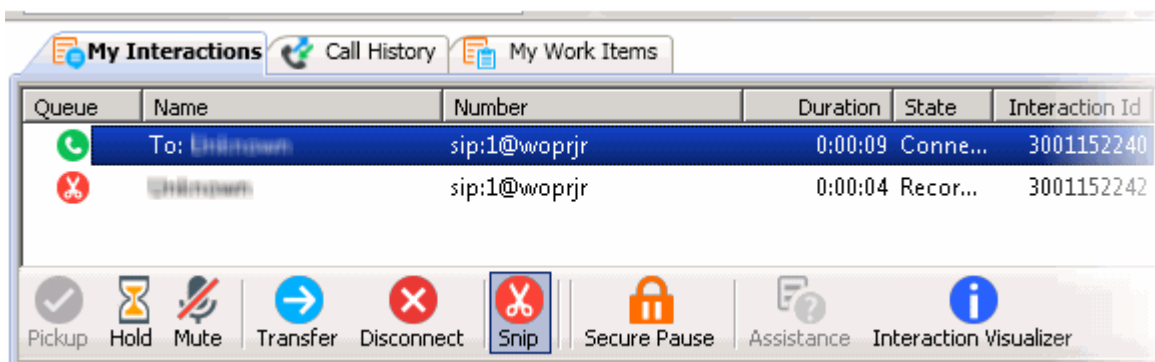 My Interactions Call History My Work Items
Queue Name Number Duration State Interaction Id
To: sip:1@woprjr 0:00:09 Conne... 3001152240
sip:1@woprjr 0:00:04 Recor... 3001152242
Pickup Hold Mute Transfer Disconnect Snip Secure Pause Assistance Interaction Visualizer